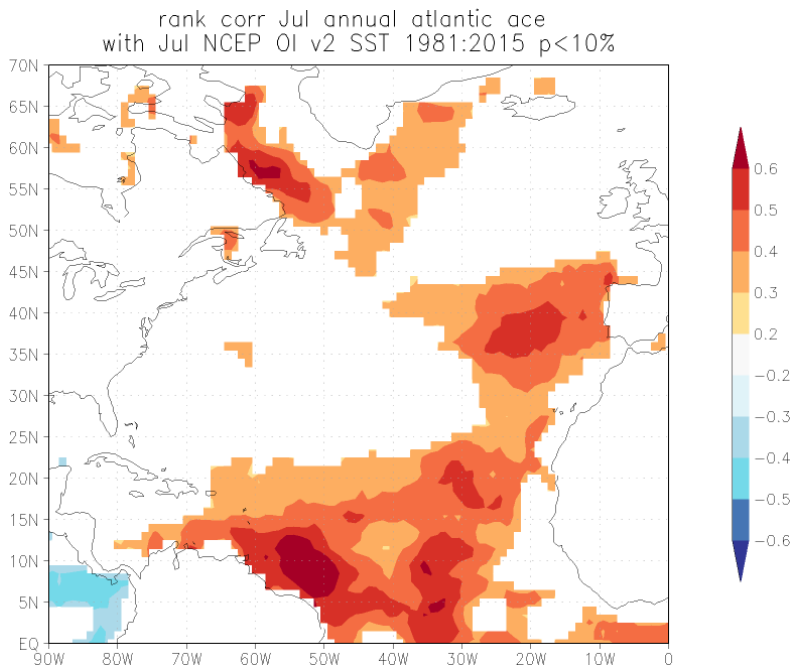 rank corr Jul annual atlantic ace
with Jul NCEP OI v2 SST 1981:2015 p<10%
70N
65N
60N
55N
50N
45N
40N
35N
30N
25N
20N
15N
10N
5N
EQ
90W 80W 70W 60W 50W 40W 30W 20W 10W 0
0.6
0.5
0.4
0.3
0.2
−0.2
−0.3
−0.4
−0.5
−0.6